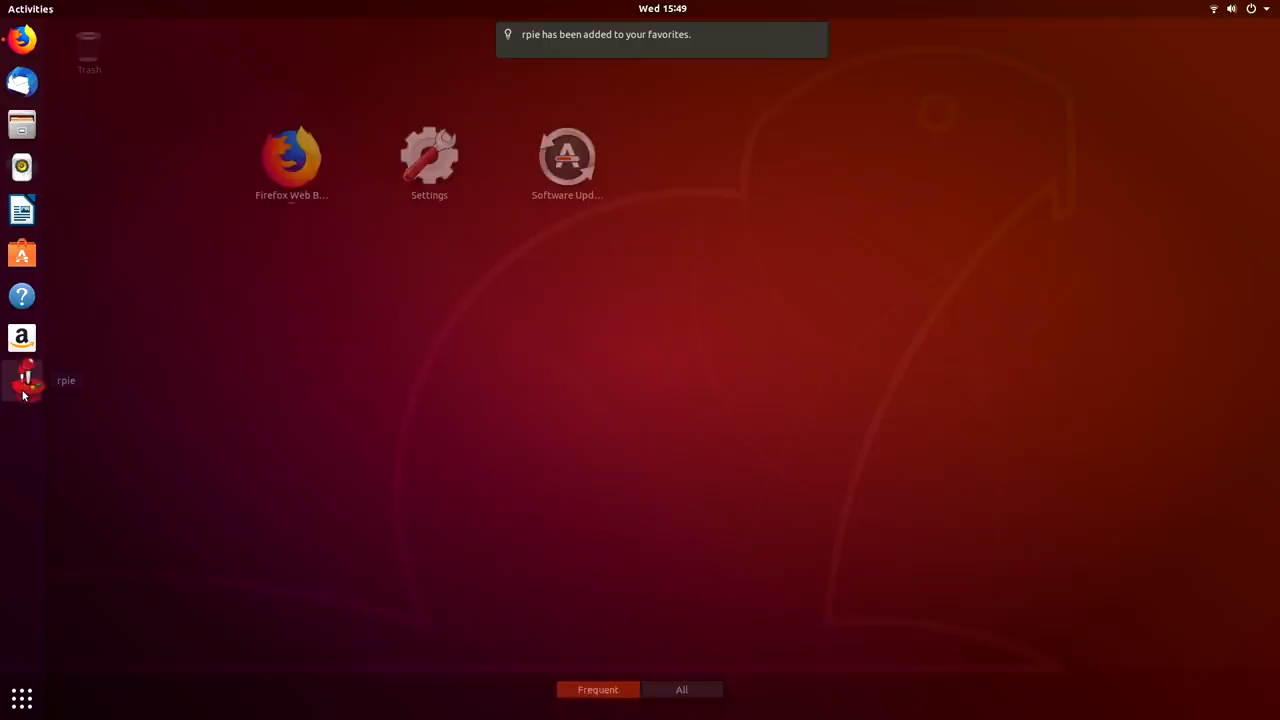 Activities
Wed 15:49
rpie has been added to your favorites.
Trash
Firefox Web B...
Settings
Software Upd...
rpie
Frequent
All